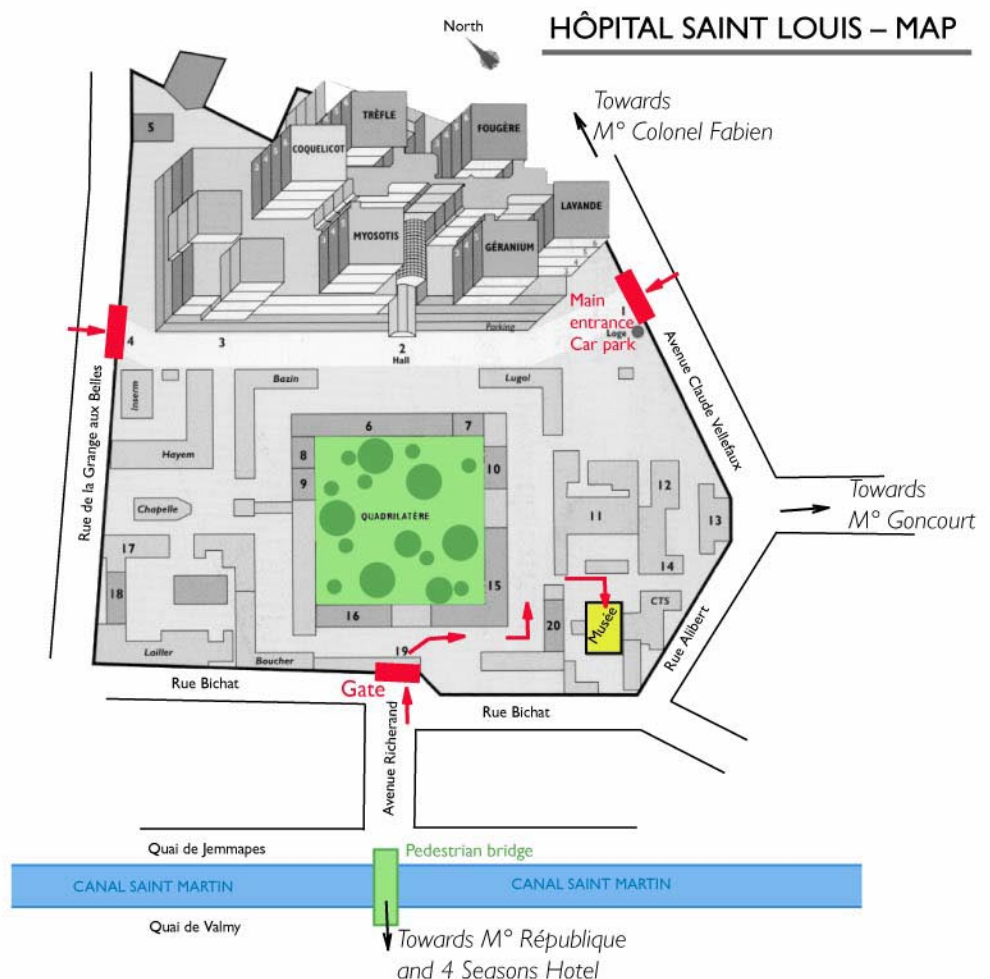 North
HÔPITAL SAINT LOUIS – MAP
Towards
M° Colonel Fabien
5
TRÈFLE
FOUGÈRE
COQUELICOT
LAVANDE
MYOSOTIS
GÉRANIUM
Main
entrance
Car park
1
Loge
Parking
4
3
2
Hall
Rue de la Grange aux Belles
Avenue Claude Vellefaux
Inserm
Bazin
Lugol
Hayem
6
7
8
9
10
QUADRILATÈRE
Chapelle
11
12
13
14
Towards
M° Goncourt
17
18
15
16
20
Musée
CTS
Lailler
Baucher
19
Gate
Rue Bichat
Rue Bichat
Rue Alibert
Avenue Richerand
Quai de Jemmapes
Pedestrian bridge
CANAL SAINT MARTIN
CANAL SAINT MARTIN
Quai de Valmy
Towards M° République
and 4 Seasons Hotel